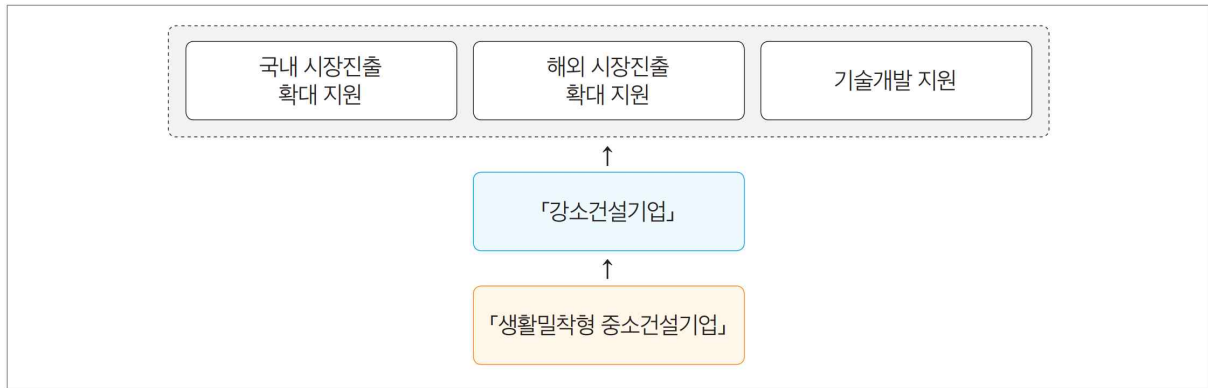 국내 시장진출
확대 지원
해외 시장진출
확대 지원
기술개발 지원
↑
「강소건설기업」
↑
「생활밀착형 중소건설기업」